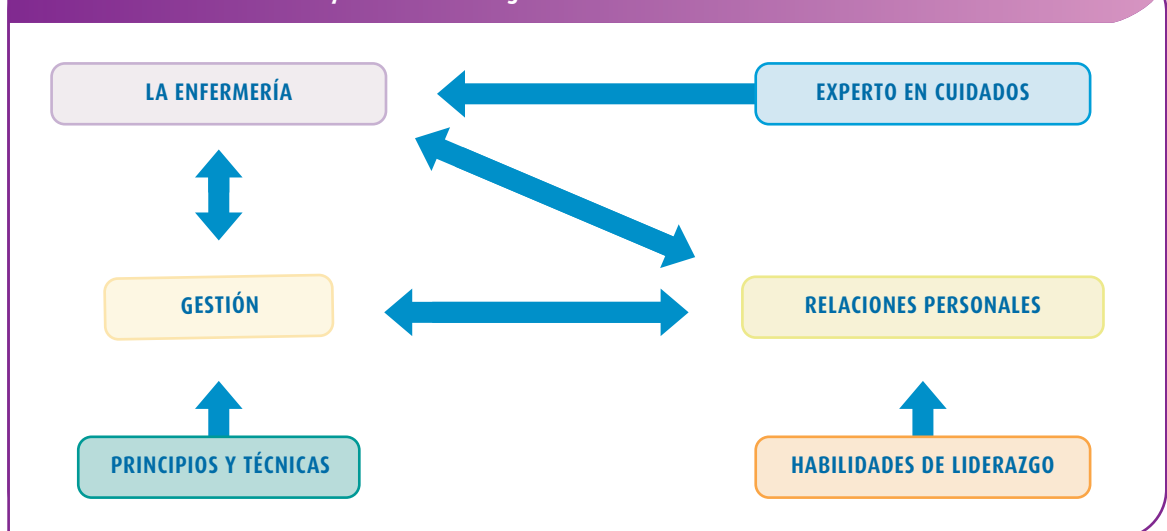 LA ENFERMERÍA
EXPERTO EN CUIDADOS
GESTIÓN
RELACIONES PERSONALES
PRINCIPIOS Y TÉCNICAS
HABILIDADES DE LIDERAZGO